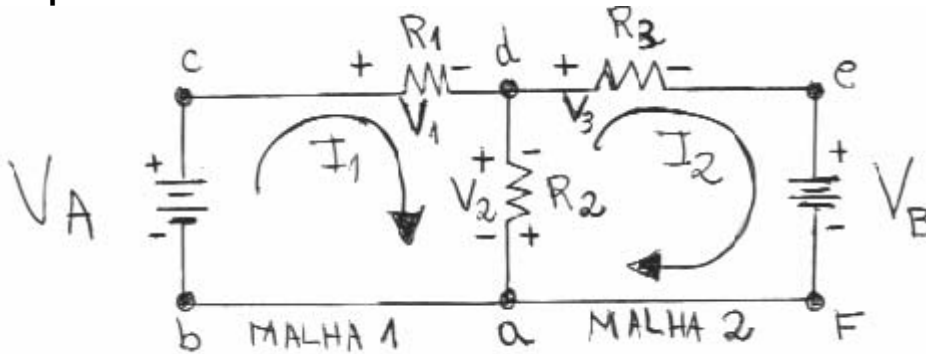 R1 d R3
c + - + - e
V1 V3
+ I1 + - I2 +
VA V2 R2 VB
- - + -
b MALHA 1 a MALHA 2 F